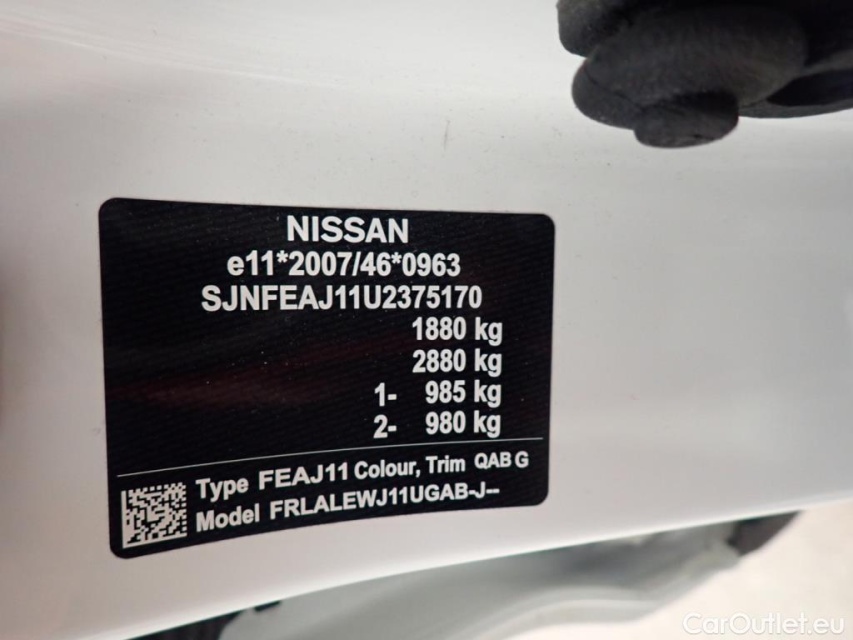 NISSAN
e11*2007/46*0963
SJNFEAJ11U2375170
1880 kg
2880 kg
1- 985 kg
2- 980 kg
Type FEAJ11 Colour, Trim QAB G
Model FRLALEWJ11UGAB-J--
CarOutlet.eu